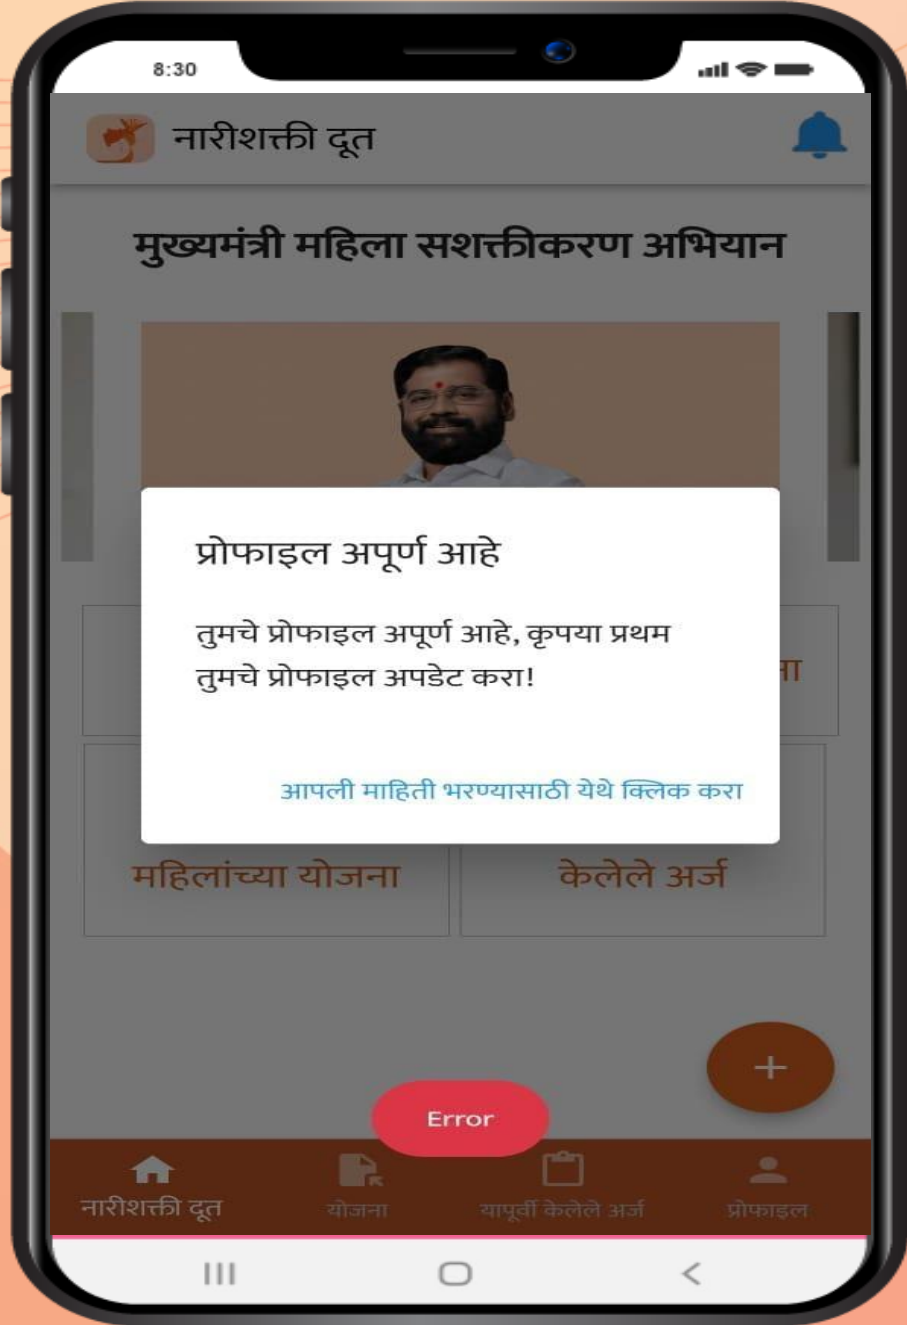 8:30
नारीशक्ती दूत
मुख्यमंत्री महिला सशक्तीकरण अभियान
प्रोफाइल अपूर्ण आहे
तुमचे प्रोफाइल अपूर्ण आहे, कृपया प्रथम
तुमचे प्रोफाइल अपडेट करा!
आपली माहिती भरण्यासाठी येथे क्लिक करा
महिलांच्या योजना
केलेले अर्ज
+
Error
नारीशक्ती दूत
योजना
यापूर्वी केलेले अर्ज
प्रोफाइल